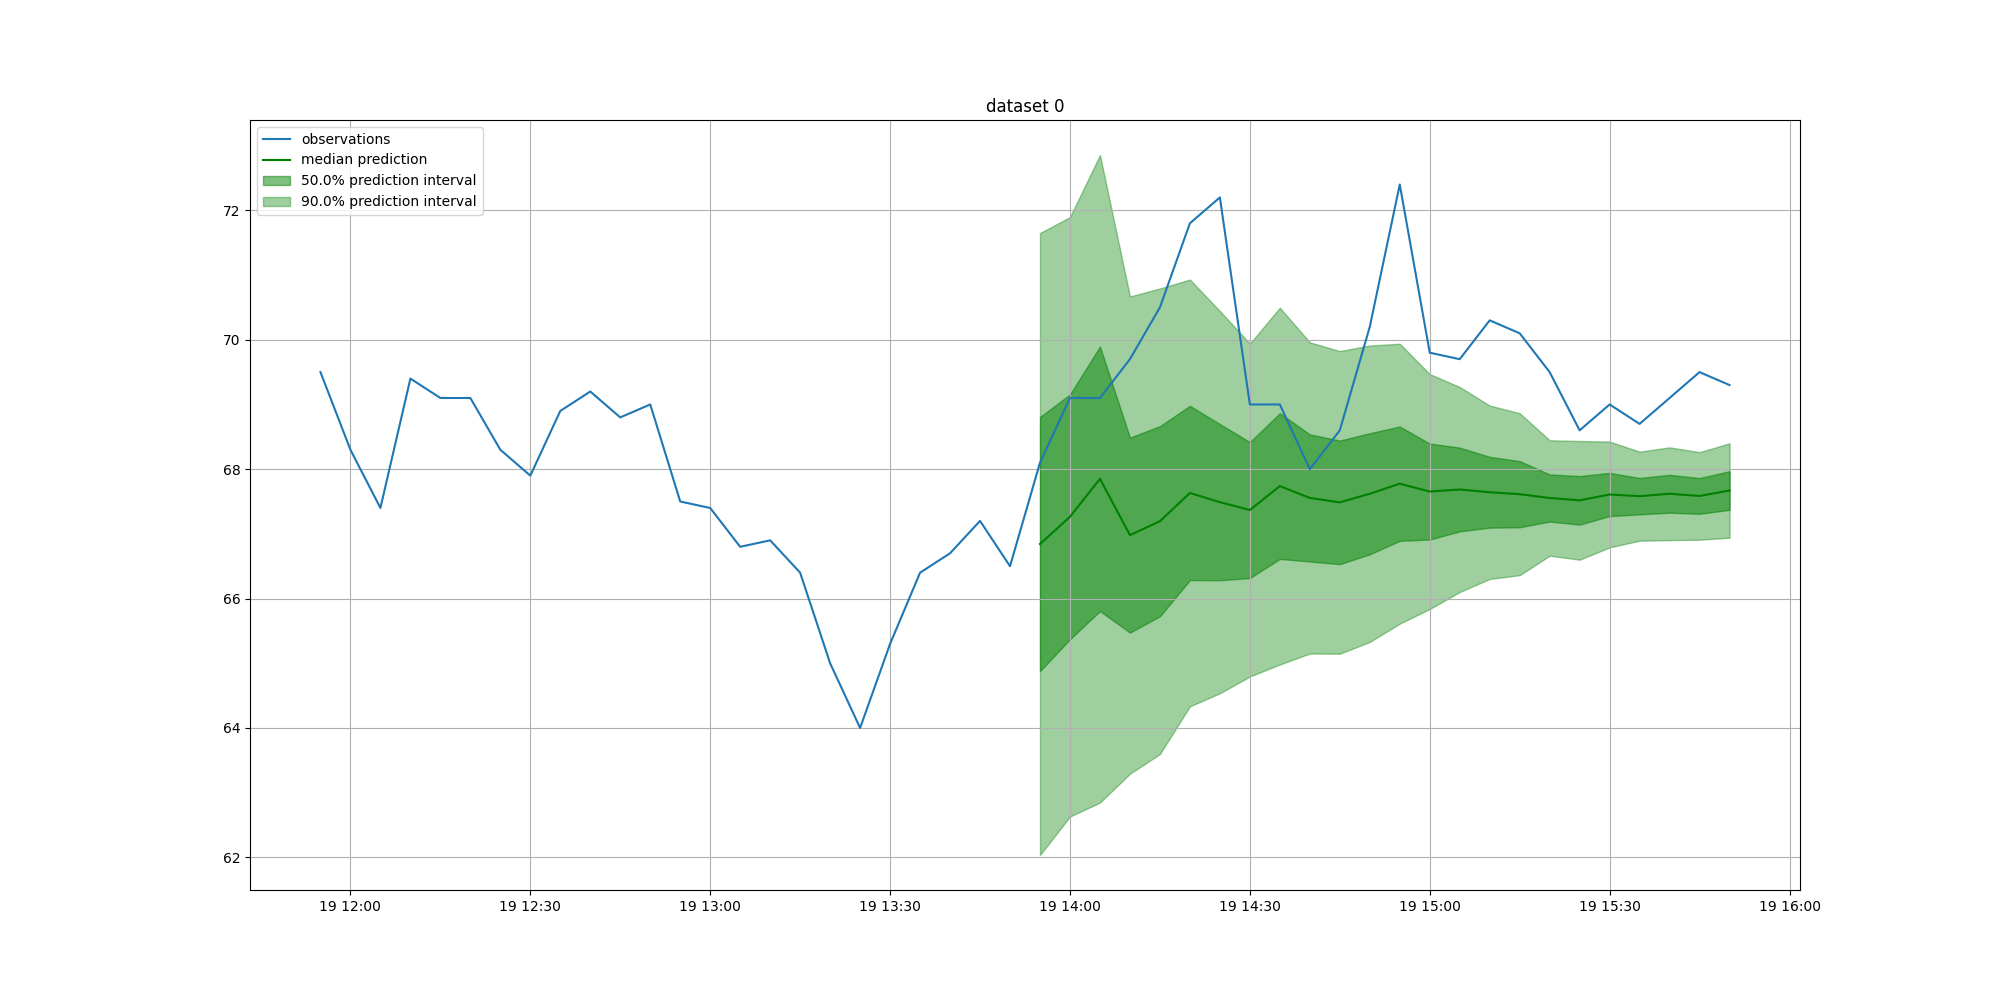 dataset 0
observations
median prediction
50.0% prediction interval
90.0% prediction interval
72
70
68
66
64
62
19 12:00 19 12:30 19 13:00 19 13:30 19 14:00 19 14:30 19 15:00 19 15:30 19 16:00